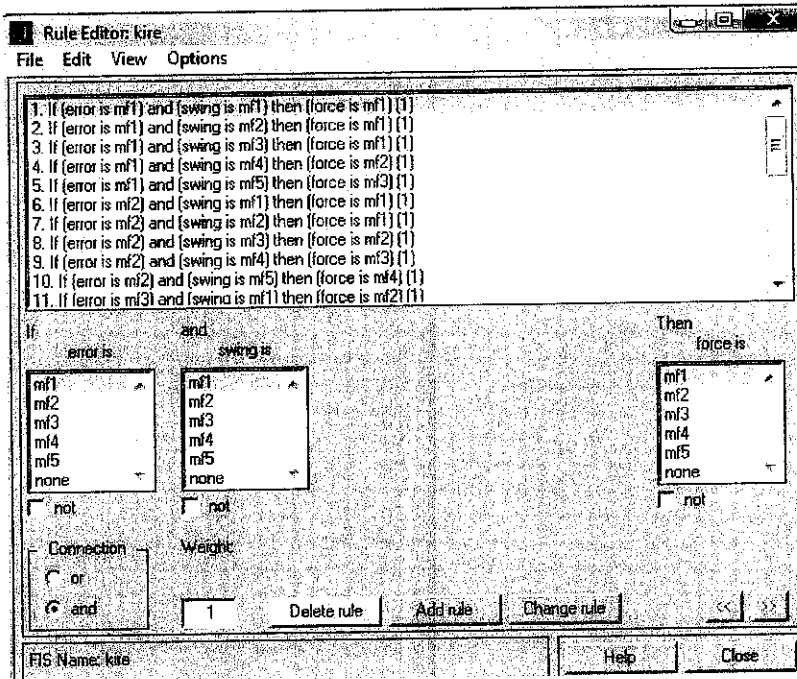 Rule Editor: kire
File Edit View Options
1. If (error is mf1) and (swing is mf1) then (force is mf1) (1)
2. If (error is mf1) and (swing is mf2) then (force is mf1) (1)
3. If (error is mf1) and (swing is mf3) then (force is mf1) (1)
4. If (error is mf1) and (swing is mf4) then (force is mf2) (1)
5. If (error is mf1) and (swing is mf5) then (force is mf3) (1)
6. If (error is mf2) and (swing is mf1) then (force is mf1) (1)
7. If (error is mf2) and (swing is mf2) then (force is mf1) (1)
8. If (error is mf2) and (swing is mf3) then (force is mf2) (1)
9. If (error is mf2) and (swing is mf4) then (force is mf3) (1)
10. If (error is mf2) and (swing is mf5) then (force is mf4) (1)
11. If (error is mf3) and (swing is mf1) then (force is mf2) (1)
If and Then
error is swing is force is
mf1 mf1 mf1
mf2 mf2 mf2
mf3 mf3 mf3
mf4 mf4 mf4
mf5 mf5 mf5
none none none
not not not
Connection Weight:
or
and 1 Delete rule Add rule Change rule << >>
FIS Name: kire Help Close